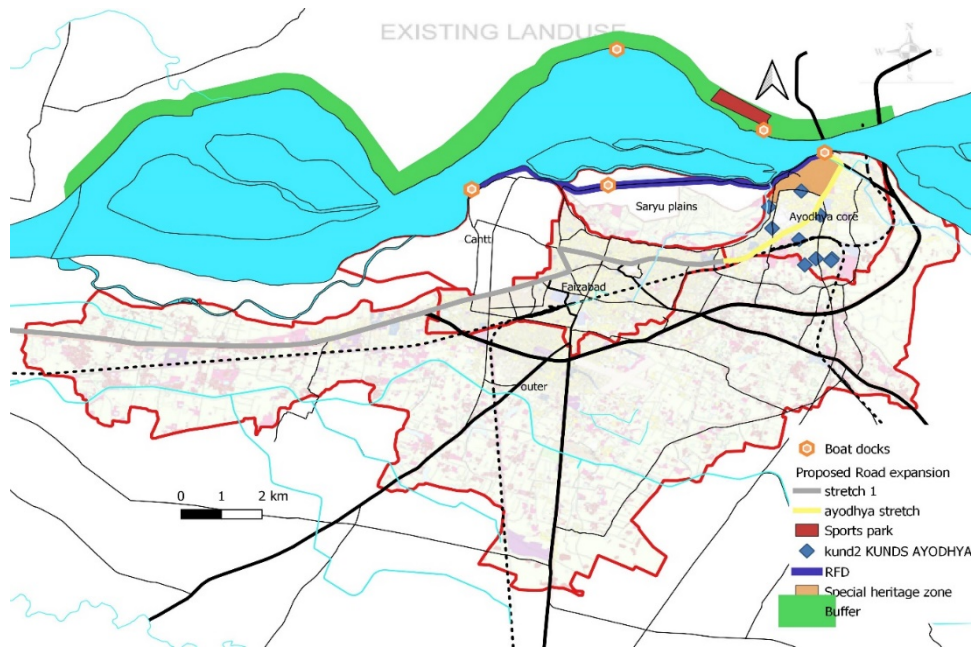 EXISTING LANDUSE
W
E
Saryu plains
Ayodhya core
Cantt
Faizabad
outer
0 1 2 km
Boat docks
Proposed Road expansion
stretch 1
ayodhya stretch
Sports park
kund2 KUNDS AYODHYA
RFD
Special heritage zone
Buffer